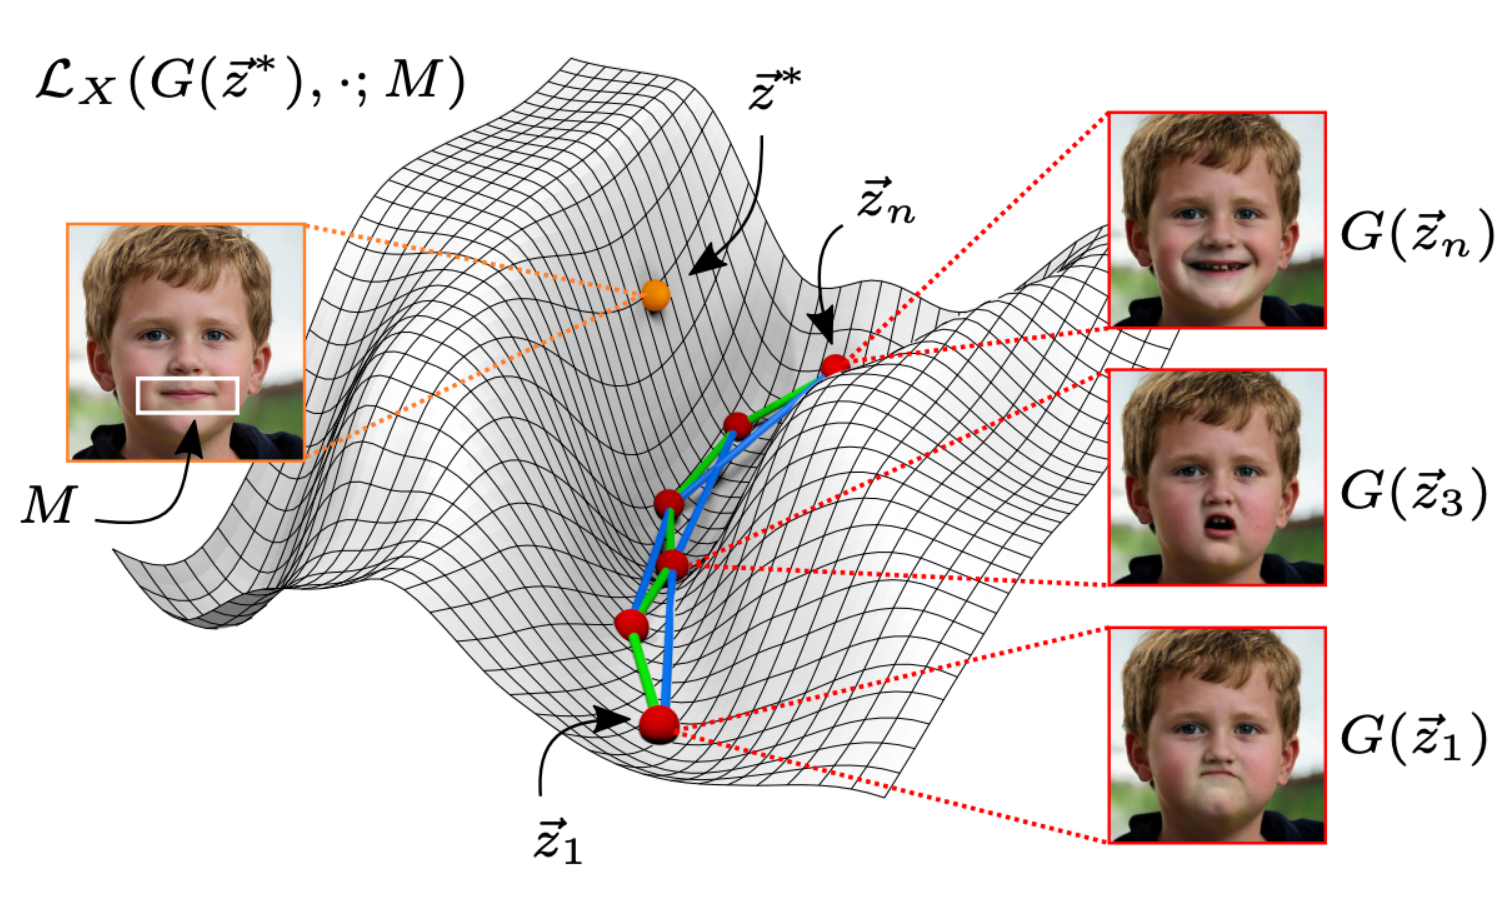 ℒ_X(G(z⃗*), ·; M)
z⃗*
z⃗_n
G(z⃗_n)
M
G(z⃗_3)
G(z⃗_1)
z⃗_1